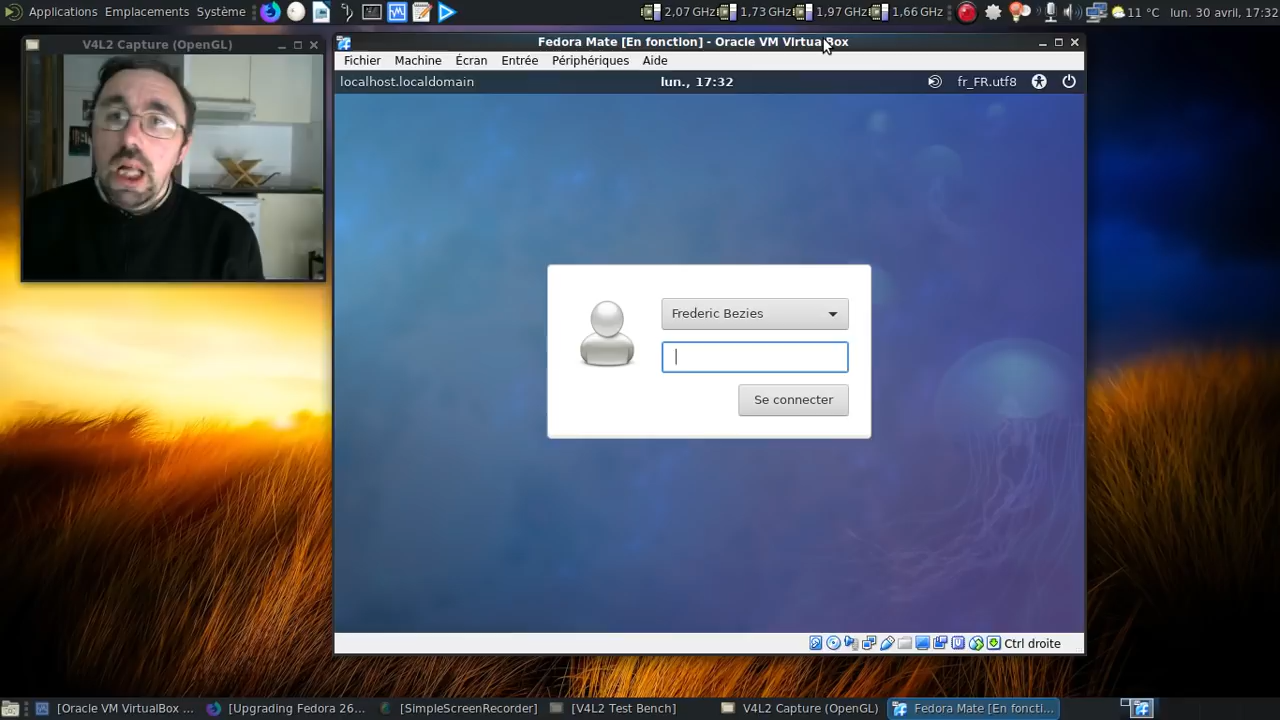 Applications Emplacements Système
2,07 GHz 1,73 GHz 1,97 GHz 1,66 GHz 11 °C lun. 30 avril, 17:32
V4L2 Capture (OpenGL)
Fedora Mate [En fonction] - Oracle VM VirtualBox
Fichier Machine Écran Entrée Périphériques Aide
localhost.localdomain lun., 17:32 fr_FR.utf8
Frederic Bezies
Se connecter
Ctrl droite
[Oracle VM VirtualBox ... [Upgrading Fedora 26... [SimpleScreenRecorder] [V4L2 Test Bench] V4L2 Capture (OpenGL) Fedora Mate [En foncti...